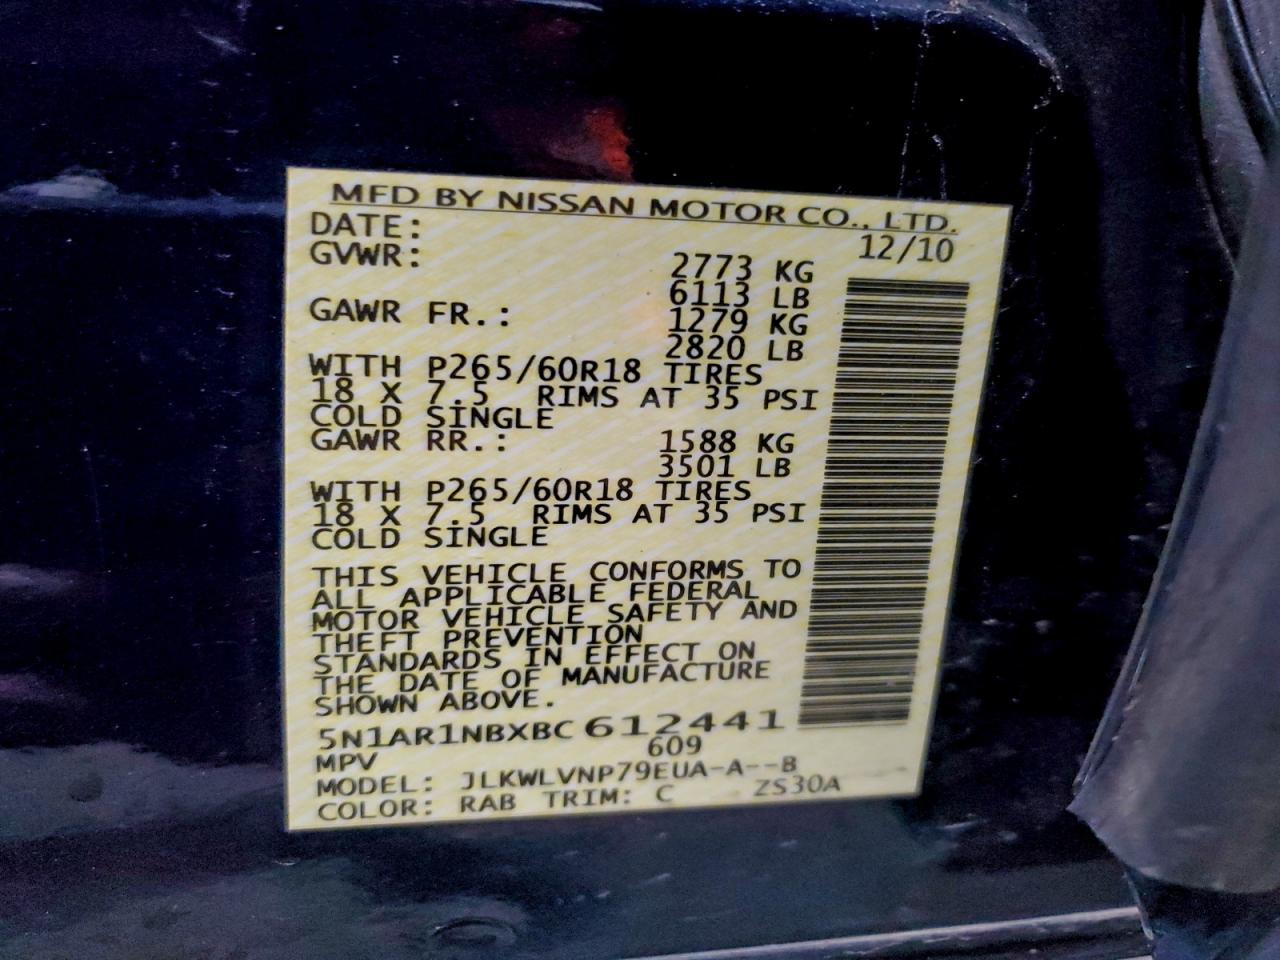 MFD BY NISSAN MOTOR CO., LTD.
DATE: 12/10
GVWR: 2773 KG
6113 LB
GAWR FR.: 1279 KG
2820 LB
WITH P265/60R18 TIRES
18 X 7.5 RIMS AT 35 PSI
COLD SINGLE
GAWR RR.: 1588 KG
3501 LB
WITH P265/60R18 TIRES
18 X 7.5 RIMS AT 35 PSI
COLD SINGLE
THIS VEHICLE CONFORMS TO
ALL APPLICABLE FEDERAL
MOTOR VEHICLE SAFETY AND
THEFT PREVENTION
STANDARDS IN EFFECT ON
THE DATE OF MANUFACTURE
SHOWN ABOVE.
5N1AR1NBXBC612441
MPV 609
MODEL: JLKWLVNP79EUA-A--B
COLOR: RAB TRIM: C ZS30A